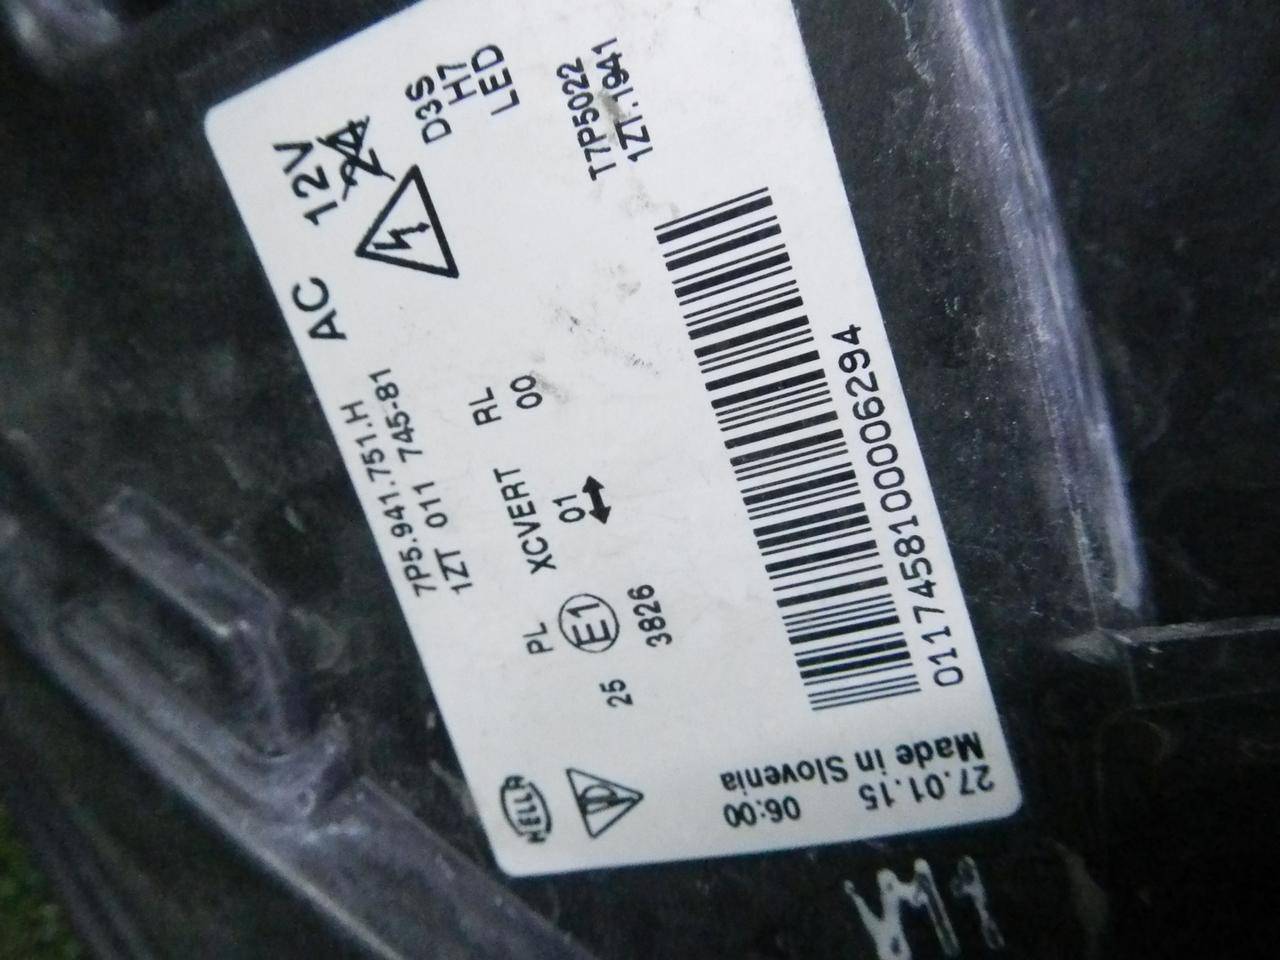 7P5.941.751.H
1ZT 011 745-81
AC 12V
24
D3S
H7
LED
PL XCVERT RL
E1 01 00
25
3826
T7P5022
1ZT.1941
0117458100006294
HELLA
27.01.15 06:00
Made in Slovenia